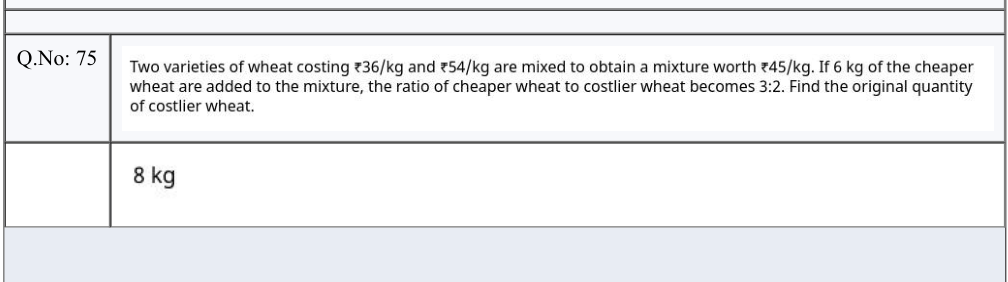 Q.No: 75
Two varieties of wheat costing ₹36/kg and ₹54/kg are mixed to obtain a mixture worth ₹45/kg. If 6 kg of the cheaper
wheat are added to the mixture, the ratio of cheaper wheat to costlier wheat becomes 3:2. Find the original quantity
of costlier wheat.
8 kg